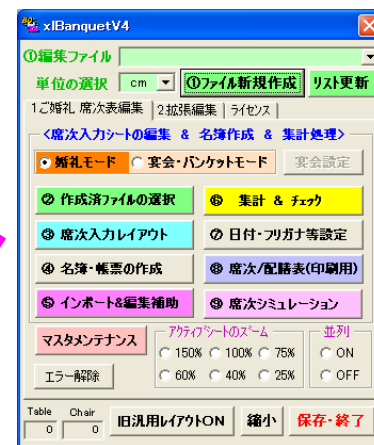 xlBanquetV4
①編集ファイル
単位の選択 cm ①ファイル新規作成 リスト更新
1ご婚礼 席次表編集 2拡張編集 ライセンス
<席次入力シートの編集 & 名簿作成 & 集計処理>
婚礼モード 宴会・バンケットモード 宴会設定
② 作成済ファイルの選択 ⑥ 集計 & チェック
③ 席次入力レイアウト ⑦ 日付・フリガナ等設定
④ 名簿・帳票の作成 ⑧ 席次/配膳表(印刷用)
⑤ インポート&編集補助 ⑨ 席次シミュレーション
マスタメンテナンス アクティブシートのズーム 並列
150% 100% 75% ON
エラー解除 60% 40% 25% OFF
Table Chair
0 0 旧汎用レイアウトON 縮小 保存・終了